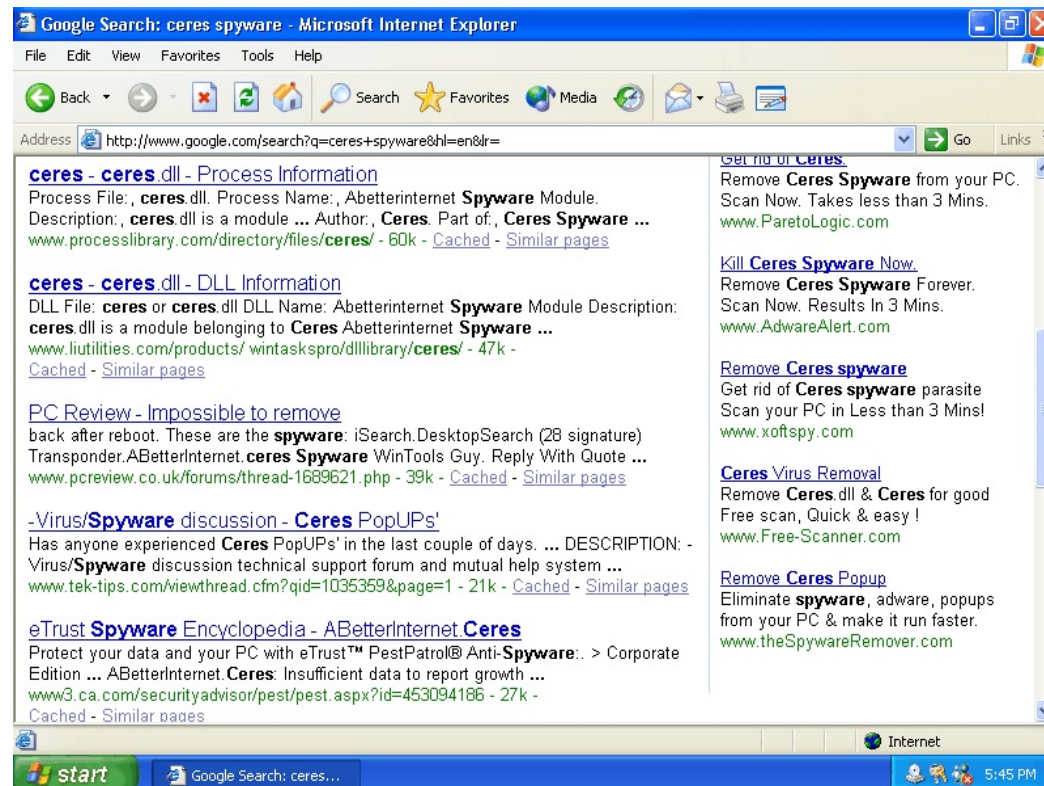 Google Search: ceres spyware - Microsoft Internet Explorer
File Edit View Favorites Tools Help
Back Search Favorites Media
Address http://www.google.com/search?q=ceres+spyware&hl=en&lr= Go Links
ceres - ceres.dll - Process Information
Process File:, ceres.dll. Process Name:, Abetterinternet Spyware Module.
Description:, ceres.dll is a module ... Author:, Ceres. Part of:, Ceres Spyware ...
www.processlibrary.com/directory/files/ceres/ - 60k - Cached - Similar pages
ceres - ceres.dll - DLL Information
DLL File: ceres or ceres.dll DLL Name: Abetterinternet Spyware Module Description:
ceres.dll is a module belonging to Ceres Abetterinternet Spyware ...
www.liutilities.com/products/ wintaskspro/dlllibrary/ceres/ - 47k -
Cached - Similar pages
PC Review - Impossible to remove
back after reboot. These are the spyware: iSearch.DesktopSearch (28 signature)
Transponder.ABetterInternet.ceres Spyware WinTools Guy. Reply With Quote ...
www.pcreview.co.uk/forums/thread-1689621.php - 39k - Cached - Similar pages
-Virus/Spyware discussion - Ceres PopUPs'
Has anyone experienced Ceres PopUPs' in the last couple of days. ... DESCRIPTION: -
Virus/Spyware discussion technical support forum and mutual help system ...
www.tek-tips.com/viewthread.cfm?qid=1035359&page=1 - 21k - Cached - Similar pages
eTrust Spyware Encyclopedia - ABetterInternet.Ceres
Protect your data and your PC with eTrust™ PestPatrol® Anti-Spyware:. > Corporate
Edition ... ABetterInternet.Ceres: Insufficient data to report growth ...
www3.ca.com/securityadvisor/pest/pest.aspx?id=453094186 - 27k -
Cached - Similar pages
Get rid of Ceres.
Remove Ceres Spyware from your PC.
Scan Now. Takes less than 3 Mins.
www.ParetoLogic.com
Kill Ceres Spyware Now.
Remove Ceres Spyware Forever.
Scan Now. Results In 3 Mins.
www.AdwareAlert.com
Remove Ceres spyware
Get rid of Ceres spyware parasite
Scan your PC in Less than 3 Mins!
www.xoftspy.com
Ceres Virus Removal
Remove Ceres.dll & Ceres for good
Free scan, Quick & easy !
www.Free-Scanner.com
Remove Ceres Popup
Eliminate spyware, adware, popups
from your PC & make it run faster.
www.theSpywareRemover.com
Internet
start Google Search: ceres... 5:45 PM